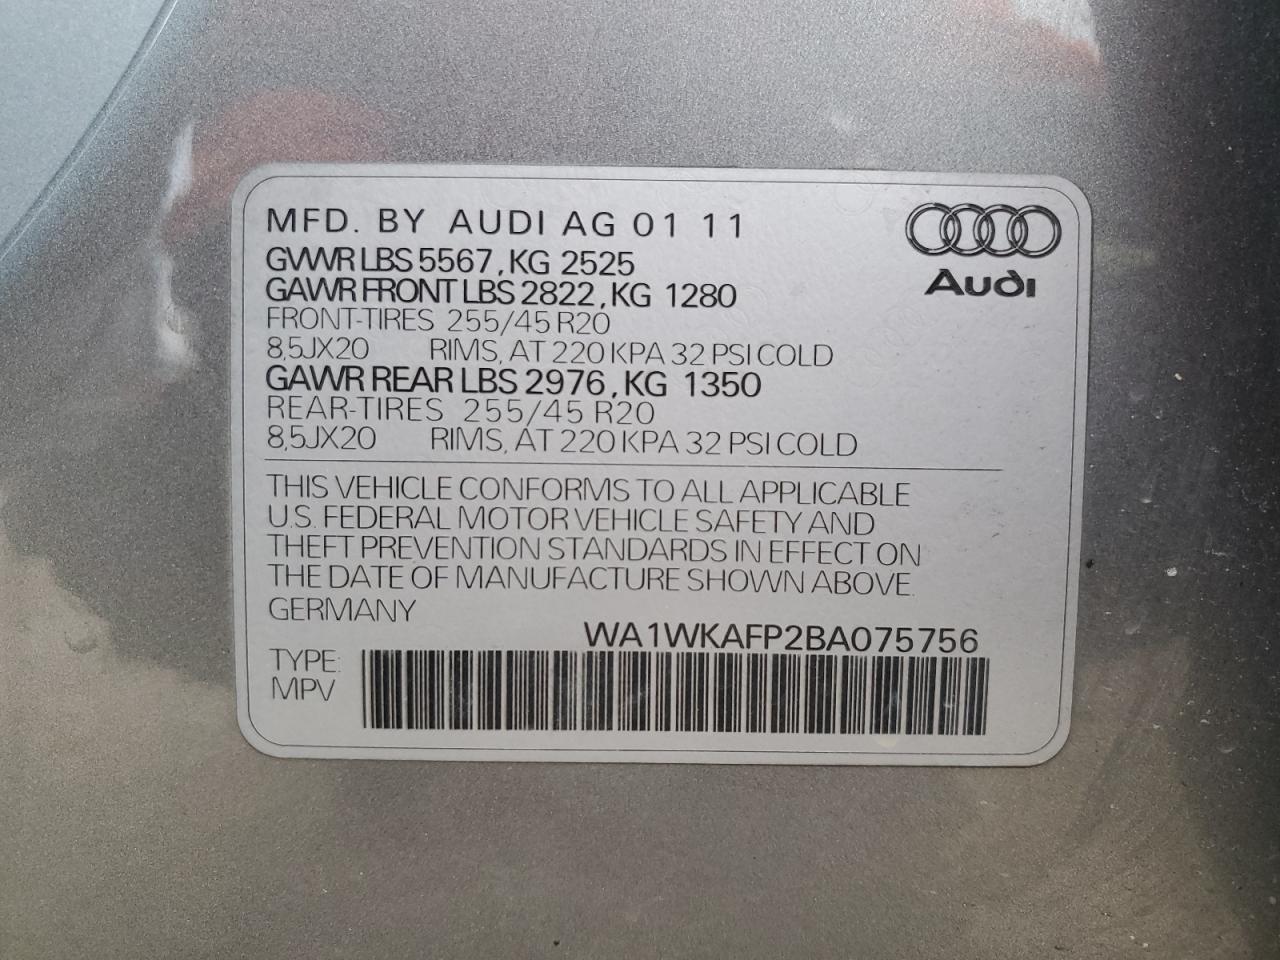 MFD. BY AUDI AG 01 11
GVWR LBS 5567, KG 2525
GAWR FRONT LBS 2822, KG 1280
FRONT-TIRES 255/45 R20
8,5JX20 RIMS, AT 220 KPA 32 PSI COLD
GAWR REAR LBS 2976, KG 1350
REAR-TIRES 255/45 R20
8,5JX20 RIMS, AT 220 KPA 32 PSI COLD
Audi
THIS VEHICLE CONFORMS TO ALL APPLICABLE
U.S. FEDERAL MOTOR VEHICLE SAFETY AND
THEFT PREVENTION STANDARDS IN EFFECT ON
THE DATE OF MANUFACTURE SHOWN ABOVE.
GERMANY
WA1WKAFP2BA075756
TYPE:
MPV